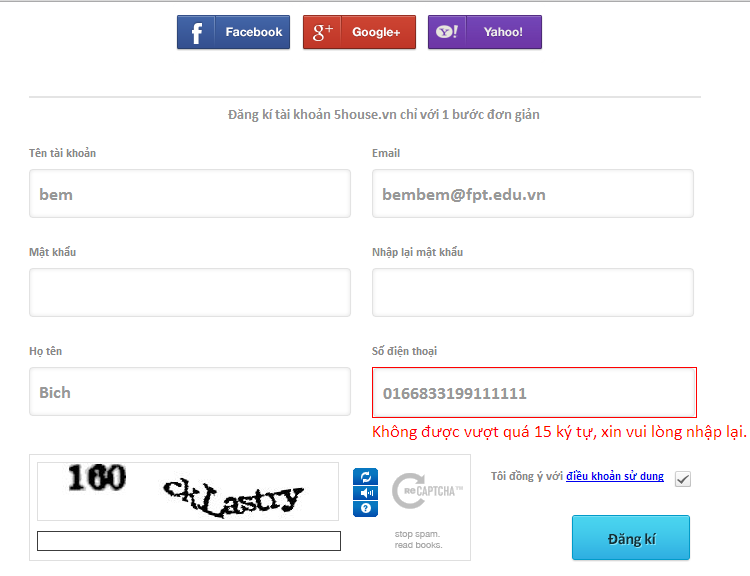 Facebook
Google+
Yahoo!
Đăng kí tài khoản 5house.vn chỉ với 1 bước đơn giản
Tên tài khoản
Email
bem
bembem@fpt.edu.vn
Mật khẩu
Nhập lại mật khẩu
Họ tên
Số điện thoại
Bich
0166833199111111
Không được vượt quá 15 ký tự, xin vui lòng nhập lại.
160
ckLastry
reCAPTCHA™
stop spam.
read books.
Tôi đồng ý với điều khoản sử dung
Đăng kí